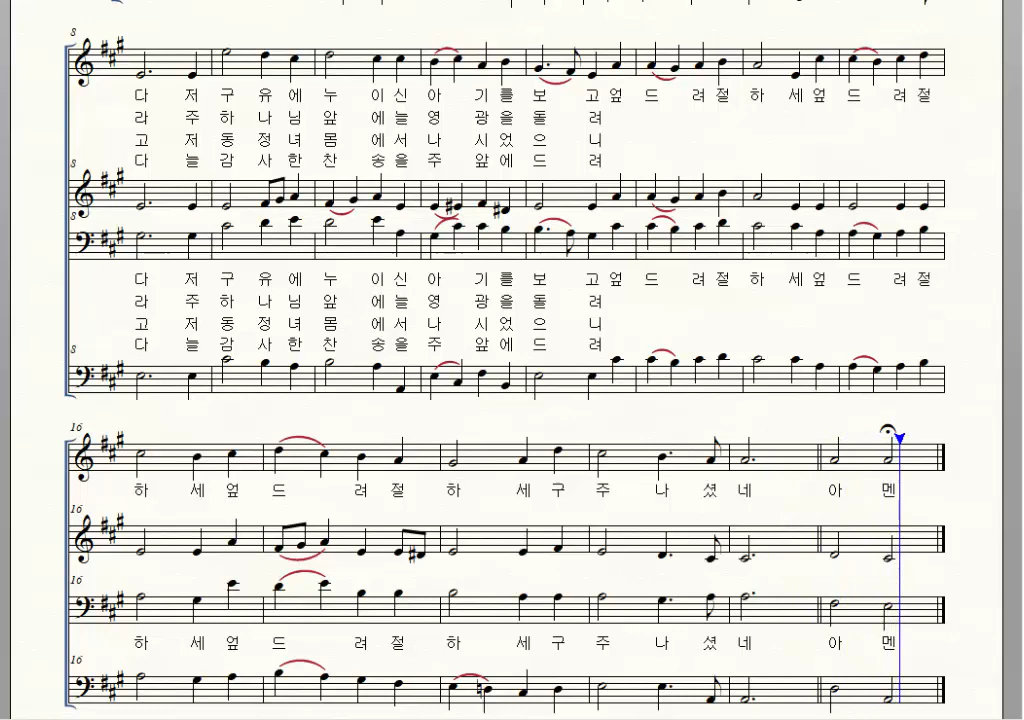 8
다 저 구 유 에 누 이 신 아 기 를 보 고 엎 드 려 절 하 세 엎 드 려 절
라 주 하 나 님 앞 에 늘 영 광 을 돌 려
고 저 동 정 녀 몸 에 서 나 시 었 으 니
다 늘 감 사 한 찬 송 을 주 앞 에 드 려
8
8
다 저 구 유 에 누 이 신 아 기 를 보 고 엎 드 려 절 하 세 엎 드 려 절
라 주 하 나 님 앞 에 늘 영 광 을 돌 려
고 저 동 정 녀 몸 에 서 나 시 었 으 니
다 늘 감 사 한 찬 송 을 주 앞 에 드 려
8
16
하 세 엎 드 려 절 하 세 구 주 나 셨 네 아 멘
16
16
하 세 엎 드 려 절 하 세 구 주 나 셨 네 아 멘
16